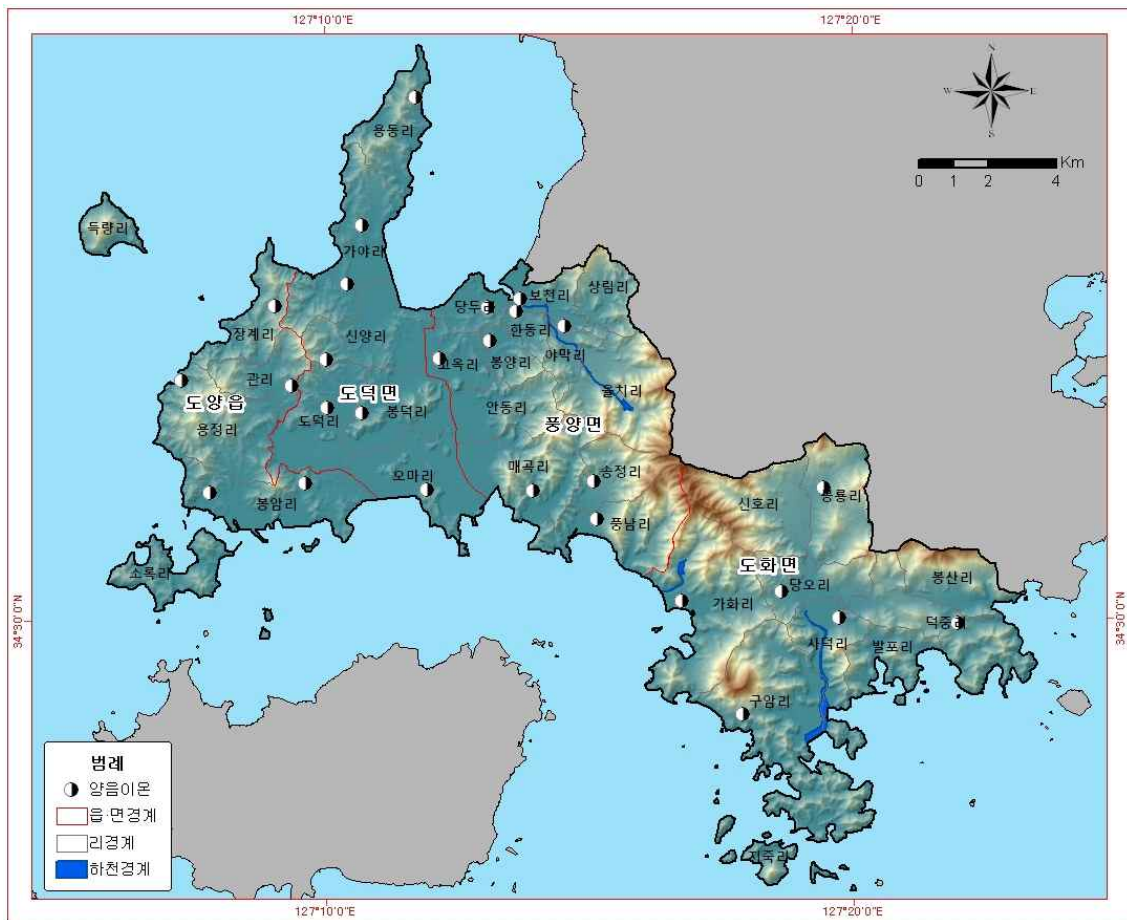 127°10'0"E
127°20'0"E
N
W
E
S
Km
0 1 2 4
용동리
득량리
가야리
보천리
상림리
당두리
한동리
장계리
신양리
야막리
고옥리
봉양리
관리
율치리
도양읍
도덕면
봉덕리
안동리
도덕리
풍양면
용정리
매곡리
송정리
오마리
봉암리
신호리
풍남리
도화면
소록리
당오리
봉산리
가화리
34°30'0"N
34°30'0"N
덕중리
사덕리
발포리
구암리
범례
양음이온
읍·면경계
리경계
하천경계
127°10'0"E
127°20'0"E